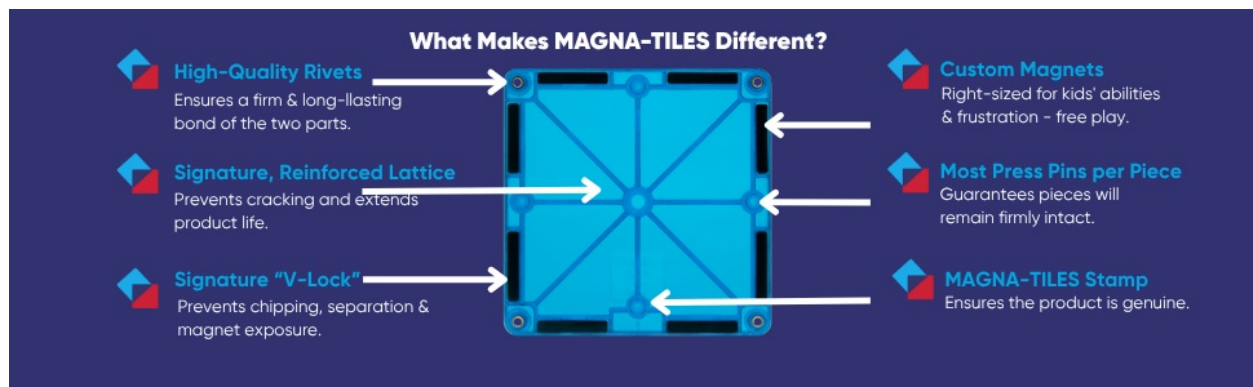 What Makes MAGNA-TILES Different?
High-Quality Rivets
Ensures a firm & long-llasting
bond of the two parts.
Signature, Reinforced Lattice
Prevents cracking and extends
product life.
Signature “V-Lock”
Prevents chipping, separation &
magnet exposure.
Custom Magnets
Right-sized for kids' abilities
& frustration - free play.
Most Press Pins per Piece
Guarantees pieces will
remain firmly intact.
MAGNA-TILES Stamp
Ensures the product is genuine.